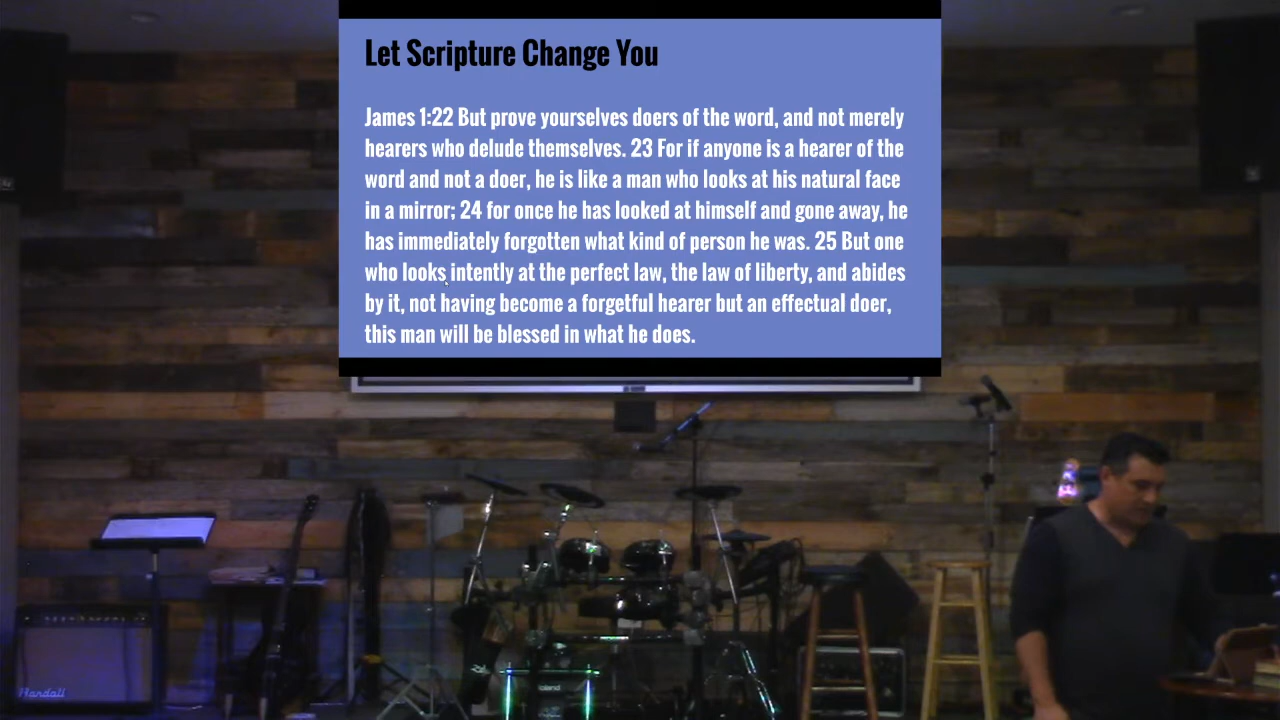 Let Scripture Change You
James 1:22 But prove yourselves doers of the word, and not merely
hearers who delude themselves. 23 For if anyone is a hearer of the
word and not a doer, he is like a man who looks at his natural face
in a mirror; 24 for once he has looked at himself and gone away, he
has immediately forgotten what kind of person he was. 25 But one
who looks intently at the perfect law, the law of liberty, and abides
by it, not having become a forgetful hearer but an effectual doer,
this man will be blessed in what he does.
Randall
Roland